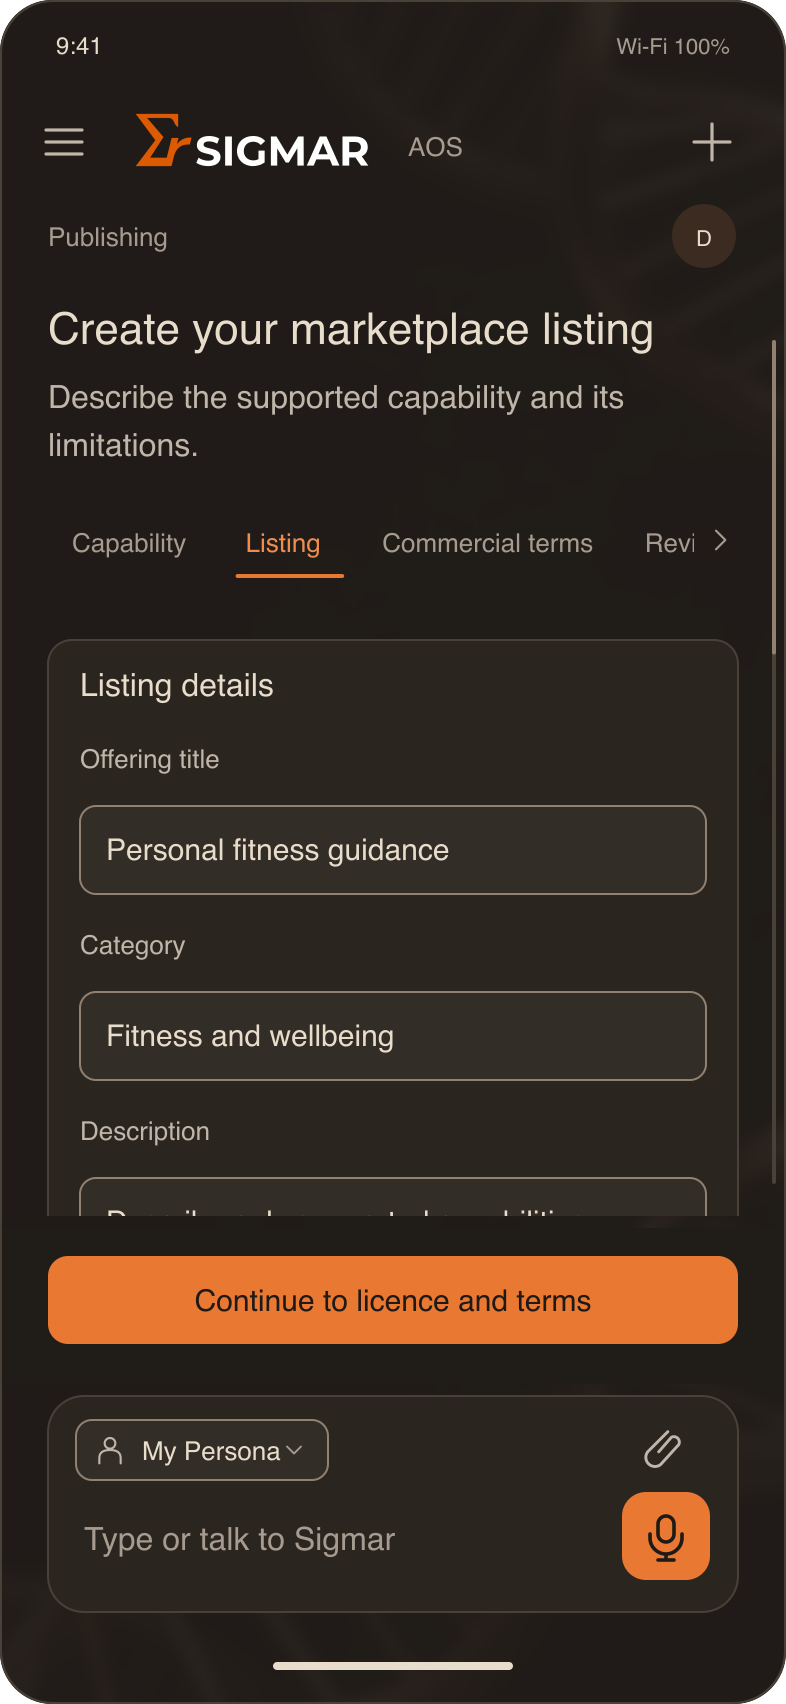 9:41
Wi-Fi 100%
SIGMAR
AOS
Publishing
D
Create your marketplace listing
Describe the supported capability and its
limitations.
Capability
Listing
Commercial terms
Revi
Listing details
Offering title
Personal fitness guidance
Category
Fitness and wellbeing
Description
Continue to licence and terms
My Persona
Type or talk to Sigmar